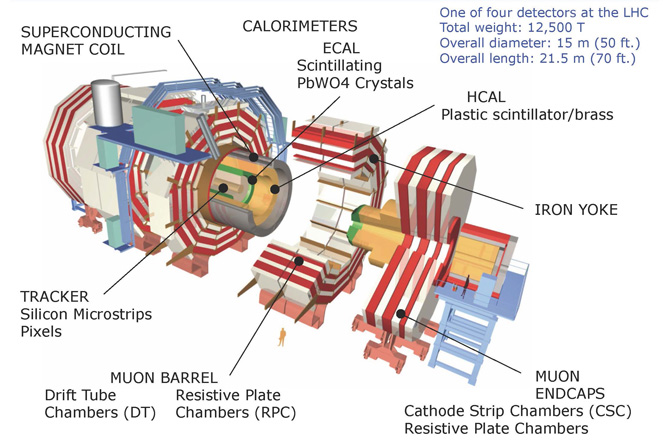 One of four detectors at the LHC
Total weight: 12,500 T
Overall diameter: 15 m (50 ft.)
Overall length: 21.5 m (70 ft.)
SUPERCONDUCTING
MAGNET COIL
CALORIMETERS
ECAL
Scintillating
PbWO4 Crystals
HCAL
Plastic scintillator/brass
IRON YOKE
TRACKER
Silicon Microstrips
Pixels
MUON BARREL
Drift Tube
Chambers (DT)
Resistive Plate
Chambers (RPC)
MUON
ENDCAPS
Cathode Strip Chambers (CSC)
Resistive Plate Chambers